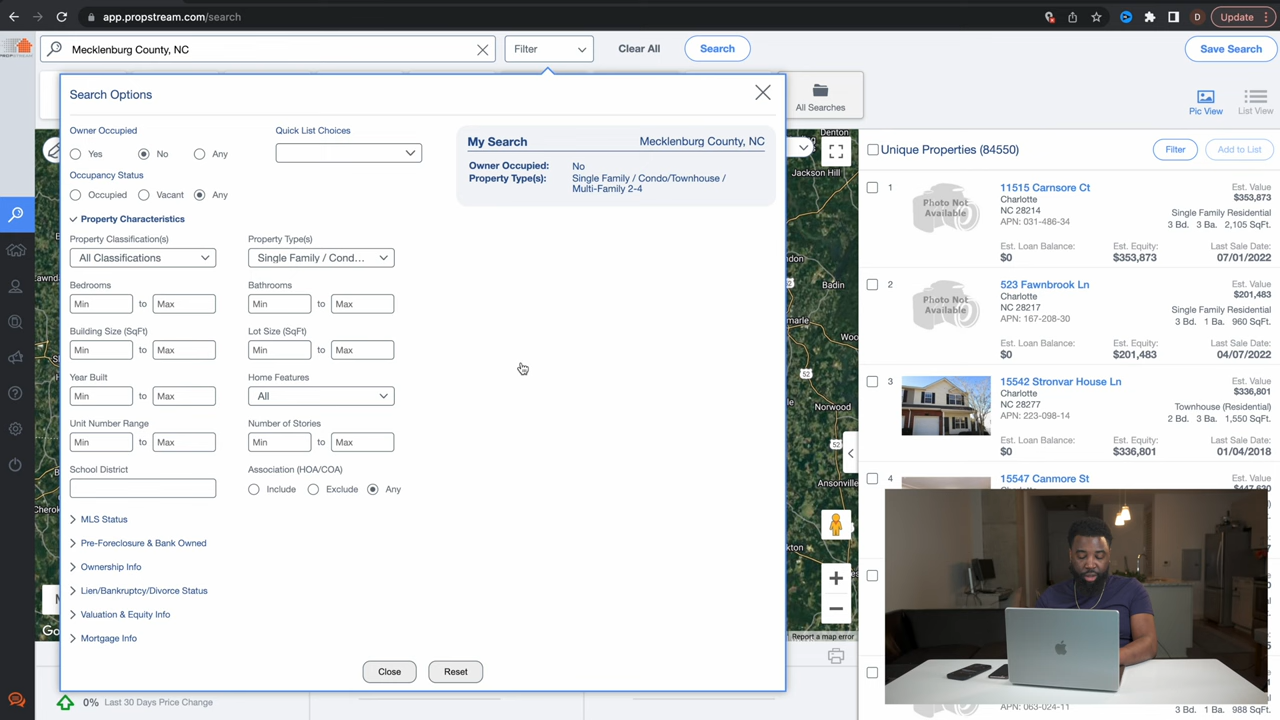 app.propstream.com/search
D
Update
Mecklenburg County, NC
Filter
Clear All
Search
Save Search
All Searches
Pic View
List View
Search Options
Owner Occupied
Yes
No
Any
Quick List Choices
Occupancy Status
Occupied
Vacant
Any
Property Characteristics
Property Classification(s)
Property Type(s)
All Classifications
Single Family / Cond...
Bedrooms
Bathrooms
Min
to
Max
Min
to
Max
Building Size (SqFt)
Lot Size (SqFt)
Min
to
Max
Min
to
Max
Year Built
Home Features
Min
to
Max
All
Unit Number Range
Number of Stories
Min
to
Max
Min
to
Max
School District
Association (HOA/COA)
Include
Exclude
Any
MLS Status
Pre-Foreclosure & Bank Owned
Ownership Info
Lien/Bankruptcy/Divorce Status
Valuation & Equity Info
Mortgage Info
Close
Reset
My Search
Mecklenburg County, NC
Owner Occupied:
No
Property Type(s):
Single Family / Condo/Townhouse /
Multi-Family 2-4
Denton
Jackson Hill
Badin
Norwood
Ansonville
52
52
Report a map error
0%
Last 30 Days Price Change
Unique Properties (84550)
Filter
Add to List
1
Photo Not
Available
11515 Carnsore Ct
Charlotte
NC 28214
APN: 031-486-34
Est. Value
$353,873
Single Family Residential
3 Bd. 3 Ba. 2,105 SqFt.
Est. Loan Balance:
$0
Est. Equity:
$353,873
Last Sale Date:
07/01/2022
2
Photo Not
Available
523 Fawnbrook Ln
Charlotte
NC 28217
APN: 167-208-30
Est. Value
$201,483
Single Family Residential
3 Bd. 1 Ba. 960 SqFt.
Est. Loan Balance:
$0
Est. Equity:
$201,483
Last Sale Date:
04/07/2022
3
15542 Stronvar House Ln
Charlotte
NC 28277
APN: 223-098-14
Est. Value
$336,801
Townhouse (Residential)
2 Bd. 3 Ba. 1,550 SqFt.
Est. Loan Balance:
$0
Est. Equity:
$336,801
Last Sale Date:
01/04/2018
4
15547 Canmore St
Est. Value
APN: 063-024-11
3 Bd. 1 Ba. 988 SqFt.